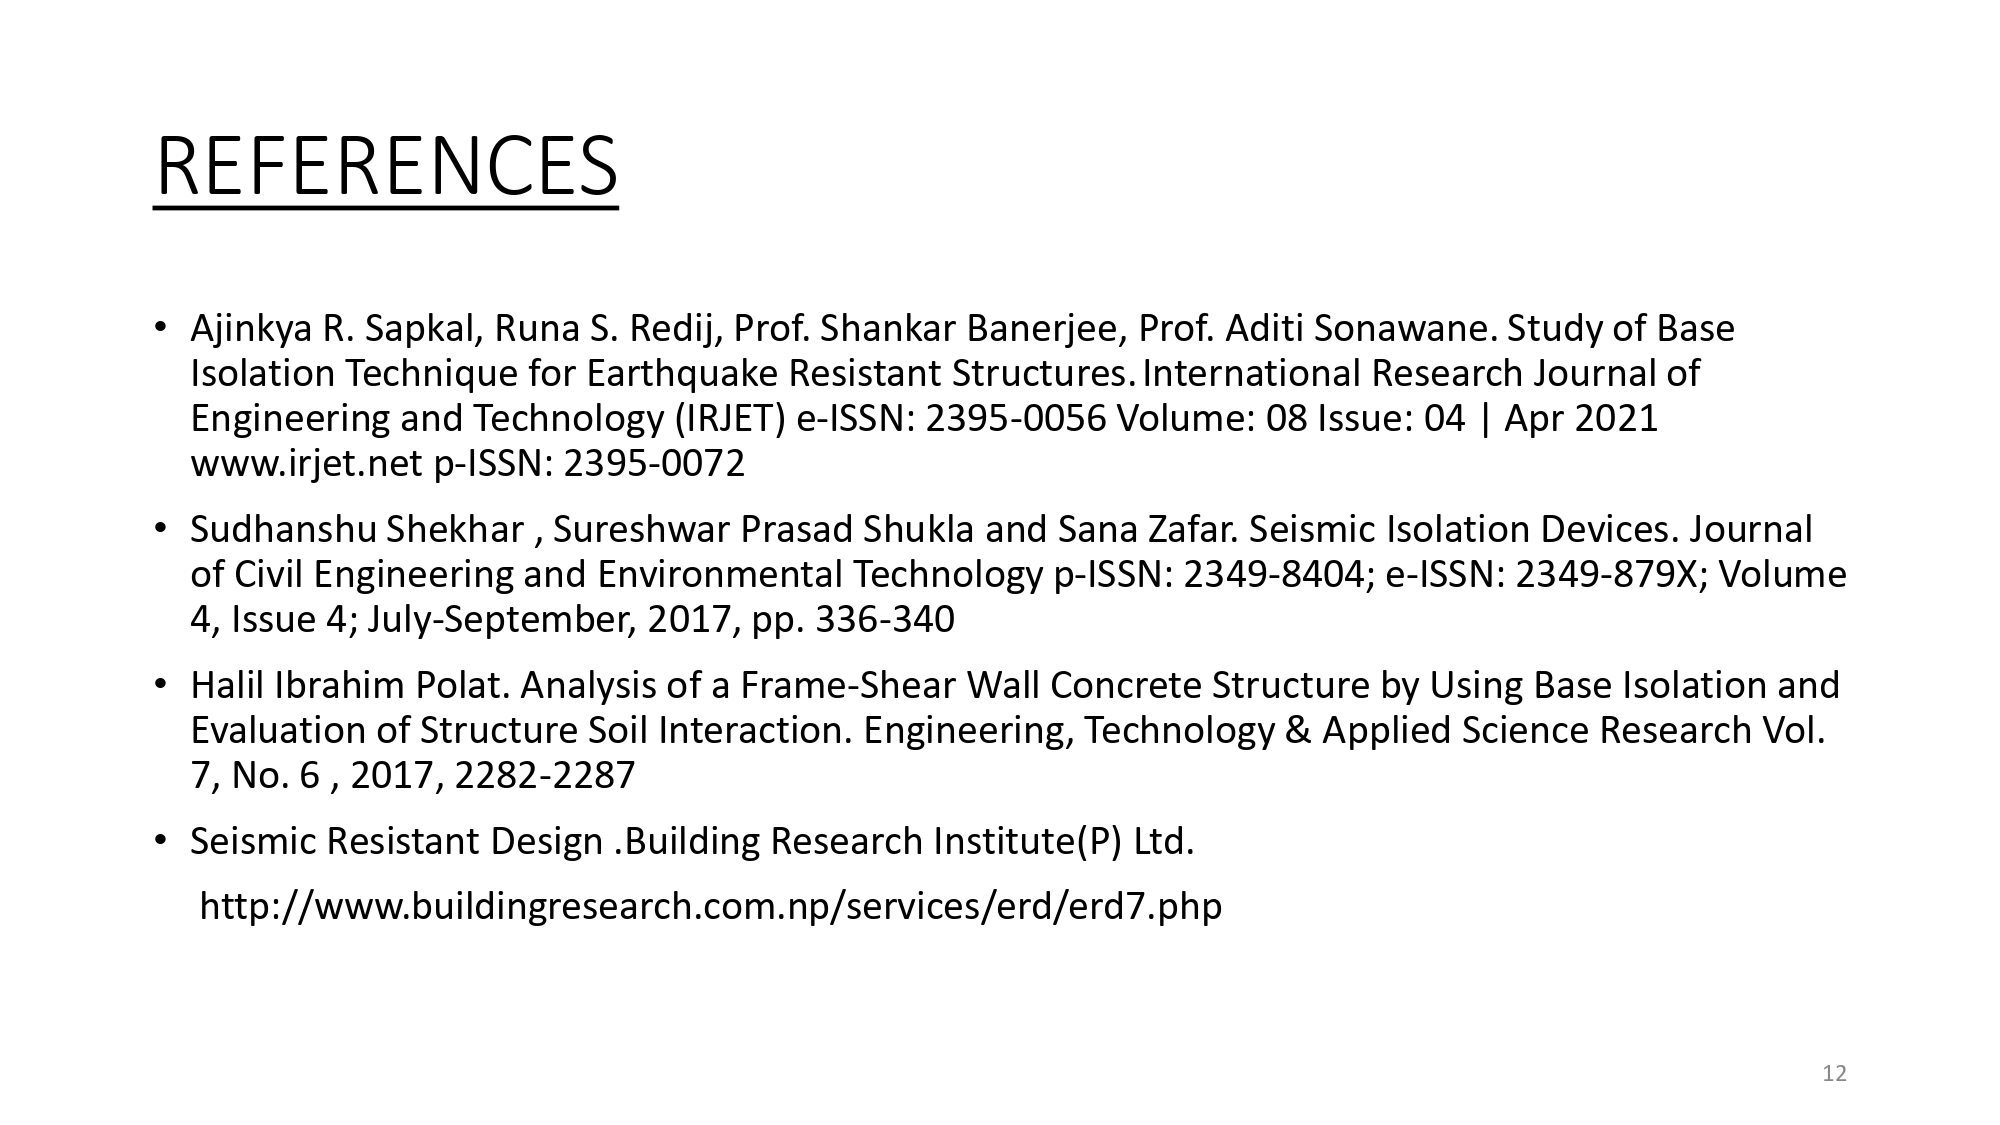 REFERENCES
• Ajinkya R. Sapkal, Runa S. Redij, Prof. Shankar Banerjee, Prof. Aditi Sonawane. Study of Base
Isolation Technique for Earthquake Resistant Structures. International Research Journal of
Engineering and Technology (IRJET) e-ISSN: 2395-0056 Volume: 08 Issue: 04 | Apr 2021
www.irjet.net p-ISSN: 2395-0072
• Sudhanshu Shekhar , Sureshwar Prasad Shukla and Sana Zafar. Seismic Isolation Devices. Journal
of Civil Engineering and Environmental Technology p-ISSN: 2349-8404; e-ISSN: 2349-879X; Volume
4, Issue 4; July-September, 2017, pp. 336-340
• Halil Ibrahim Polat. Analysis of a Frame-Shear Wall Concrete Structure by Using Base Isolation and
Evaluation of Structure Soil Interaction. Engineering, Technology & Applied Science Research Vol.
7, No. 6 , 2017, 2282-2287
• Seismic Resistant Design .Building Research Institute(P) Ltd.
http://www.buildingresearch.com.np/services/erd/erd7.php
12